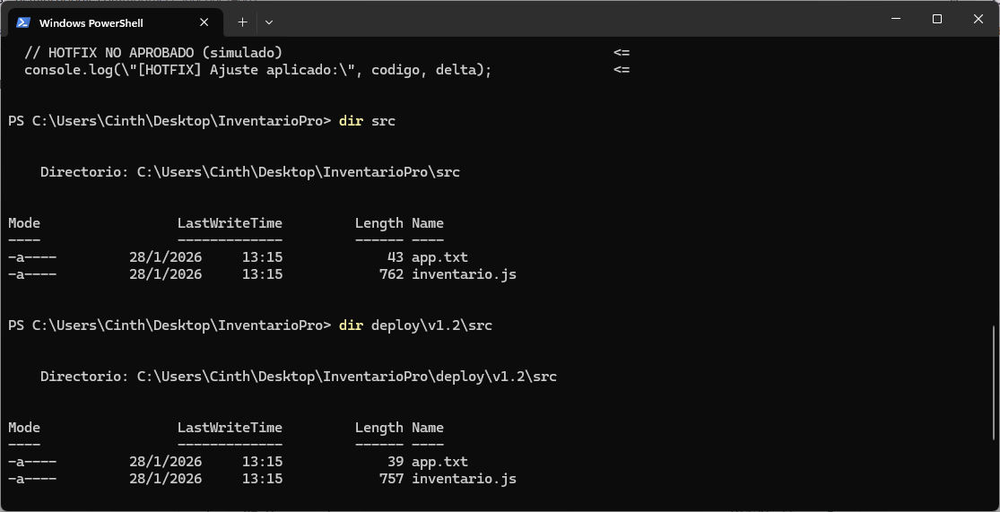 Windows PowerShell
// HOTFIX NO APROBADO (simulado) <=
console.log(\"[HOTFIX] Ajuste aplicado:\", codigo, delta); <=
PS C:\Users\Cinth\Desktop\InventarioPro> dir src
Directorio: C:\Users\Cinth\Desktop\InventarioPro\src
Mode LastWriteTime Length Name
---- ------------- ------ ----
-a---- 28/1/2026 13:15 43 app.txt
-a---- 28/1/2026 13:15 762 inventario.js
PS C:\Users\Cinth\Desktop\InventarioPro> dir deploy\v1.2\src
Directorio: C:\Users\Cinth\Desktop\InventarioPro\deploy\v1.2\src
Mode LastWriteTime Length Name
---- ------------- ------ ----
-a---- 28/1/2026 13:15 39 app.txt
-a---- 28/1/2026 13:15 757 inventario.js